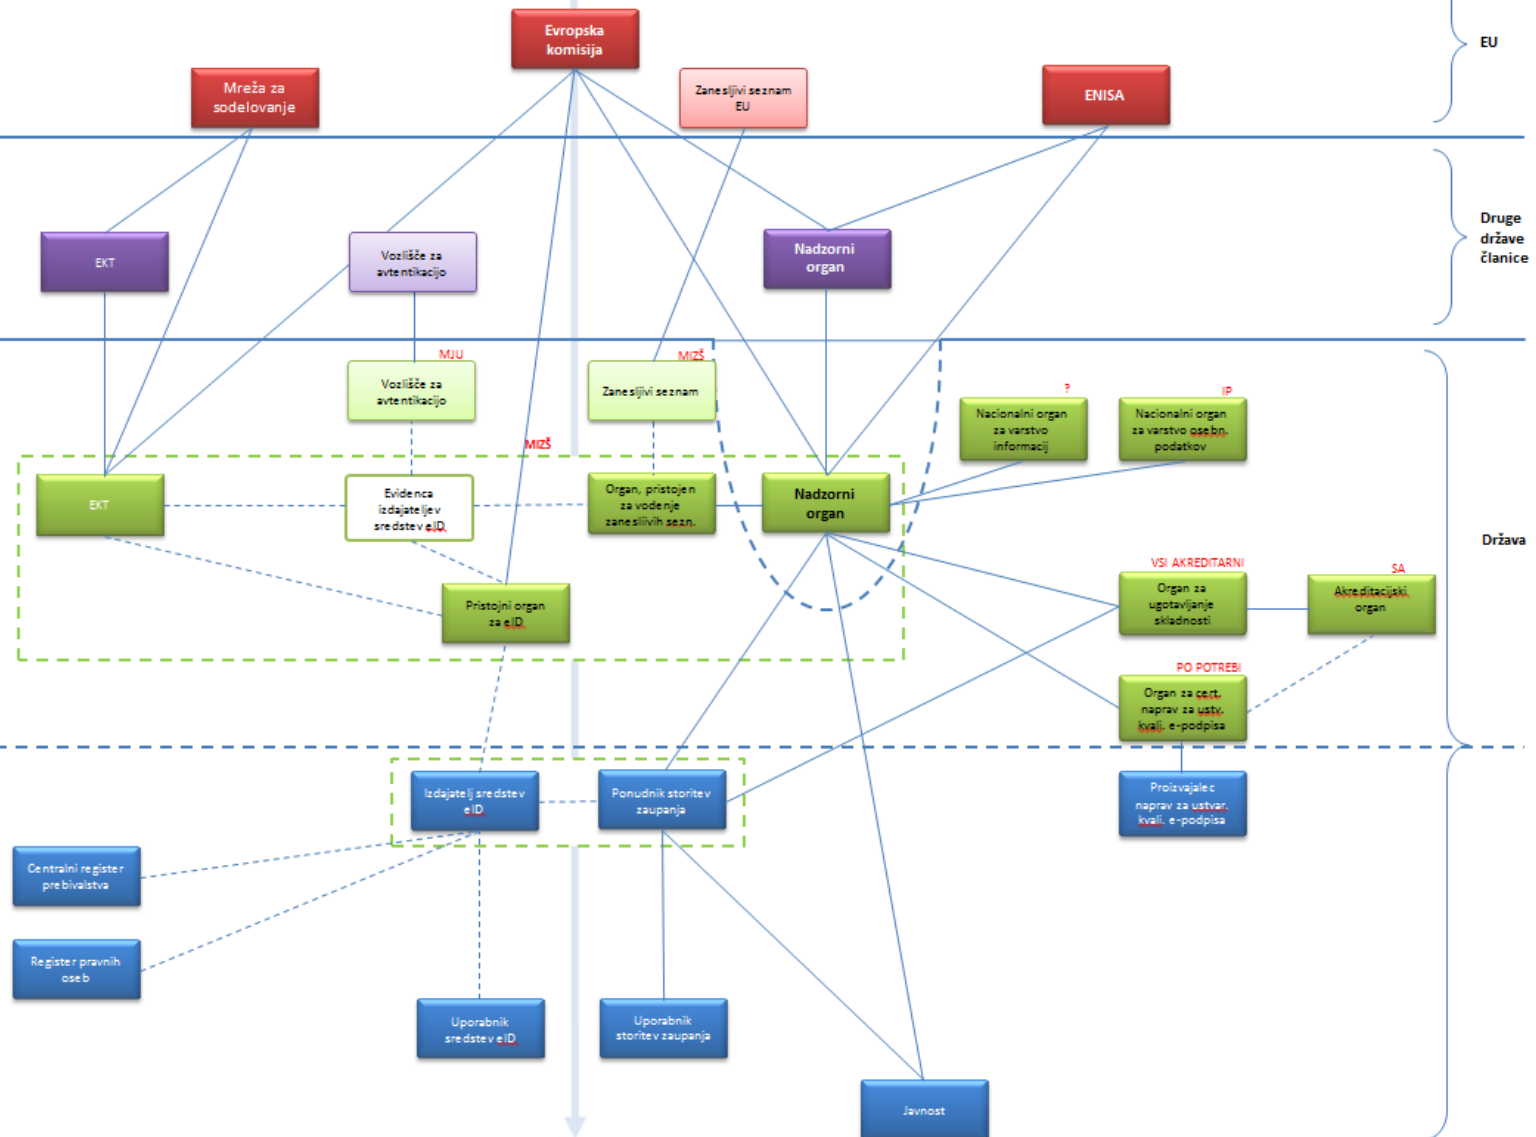 Evropska
komisija
Mreža za
sodelovanje
Zanesljivi seznam
EU
ENISA
EU
EKT
Vozlišče za
avtentikacijo
Nadzorni
organ
Druge
države
članice
MJU
Vozlišče za
avtentikacijo
MIZŠ
Zanesljivi seznam
?
Nacionalni organ
za varstvo
informacij
IP
Nacionalni organ
za varstvo osebn.
podatkov
MIZŠ
EKT
Evidenca
izdajateljev
sredstev eID
Organ, pristojen
za vodenje
zanesljivih sezn.
Nadzorni
organ
Država
Pristojni organ
za eID
VSI AKREDITARNI
Organ za
ugotavljanje
skladnosti
SA
Akreditacijski
organ
PO POTREBI
Organ za cert.
naprav za ustv.
kvali. e-podpisa
Izdajatelj sredstev
eID
Ponudnik storitev
zaupanja
Proizvajalec
naprav za ustvar.
kvali. e-podpisa
Centralni register
prebivalstva
Register pravnih
oseb
Uporabnik
sredstev eID
Uporabnik
storitev zaupanja
Javnost